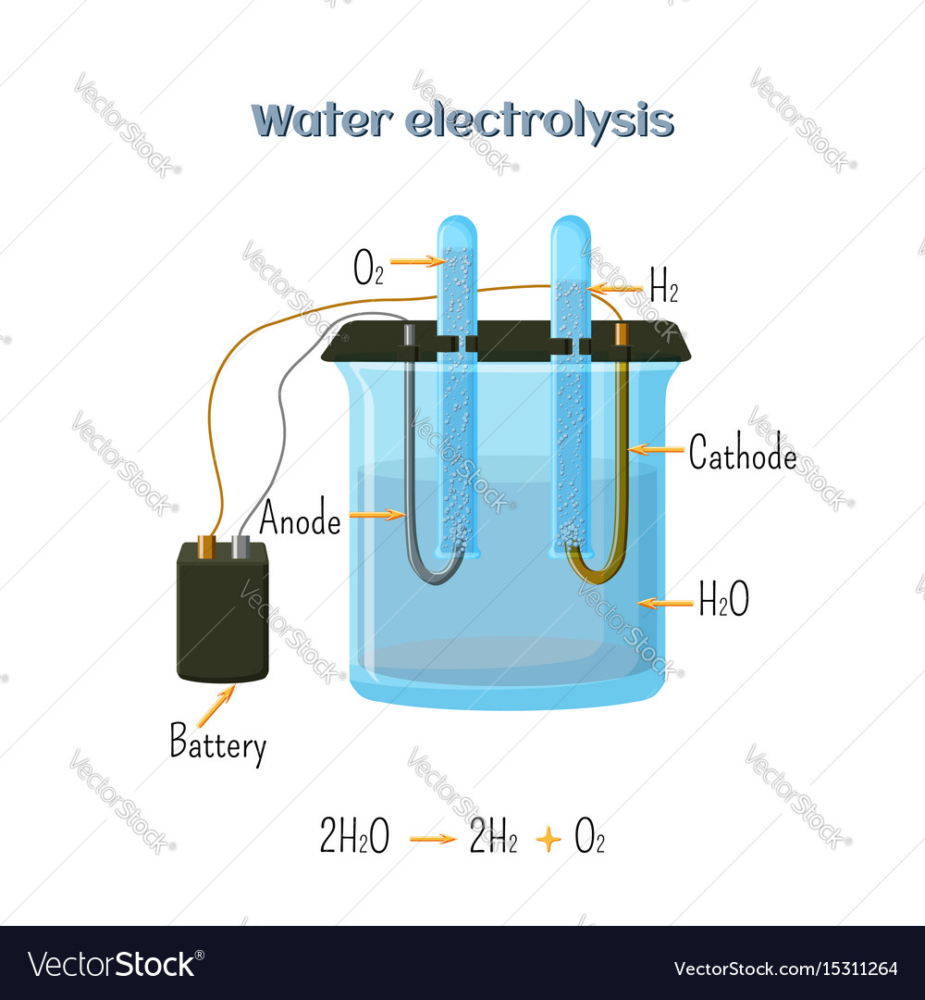 Water electrolysis
O₂
H₂
Cathode
Anode
H₂O
Battery
2H₂O → 2H₂ + O₂
VectorStock®
VectorStock.com/15311264